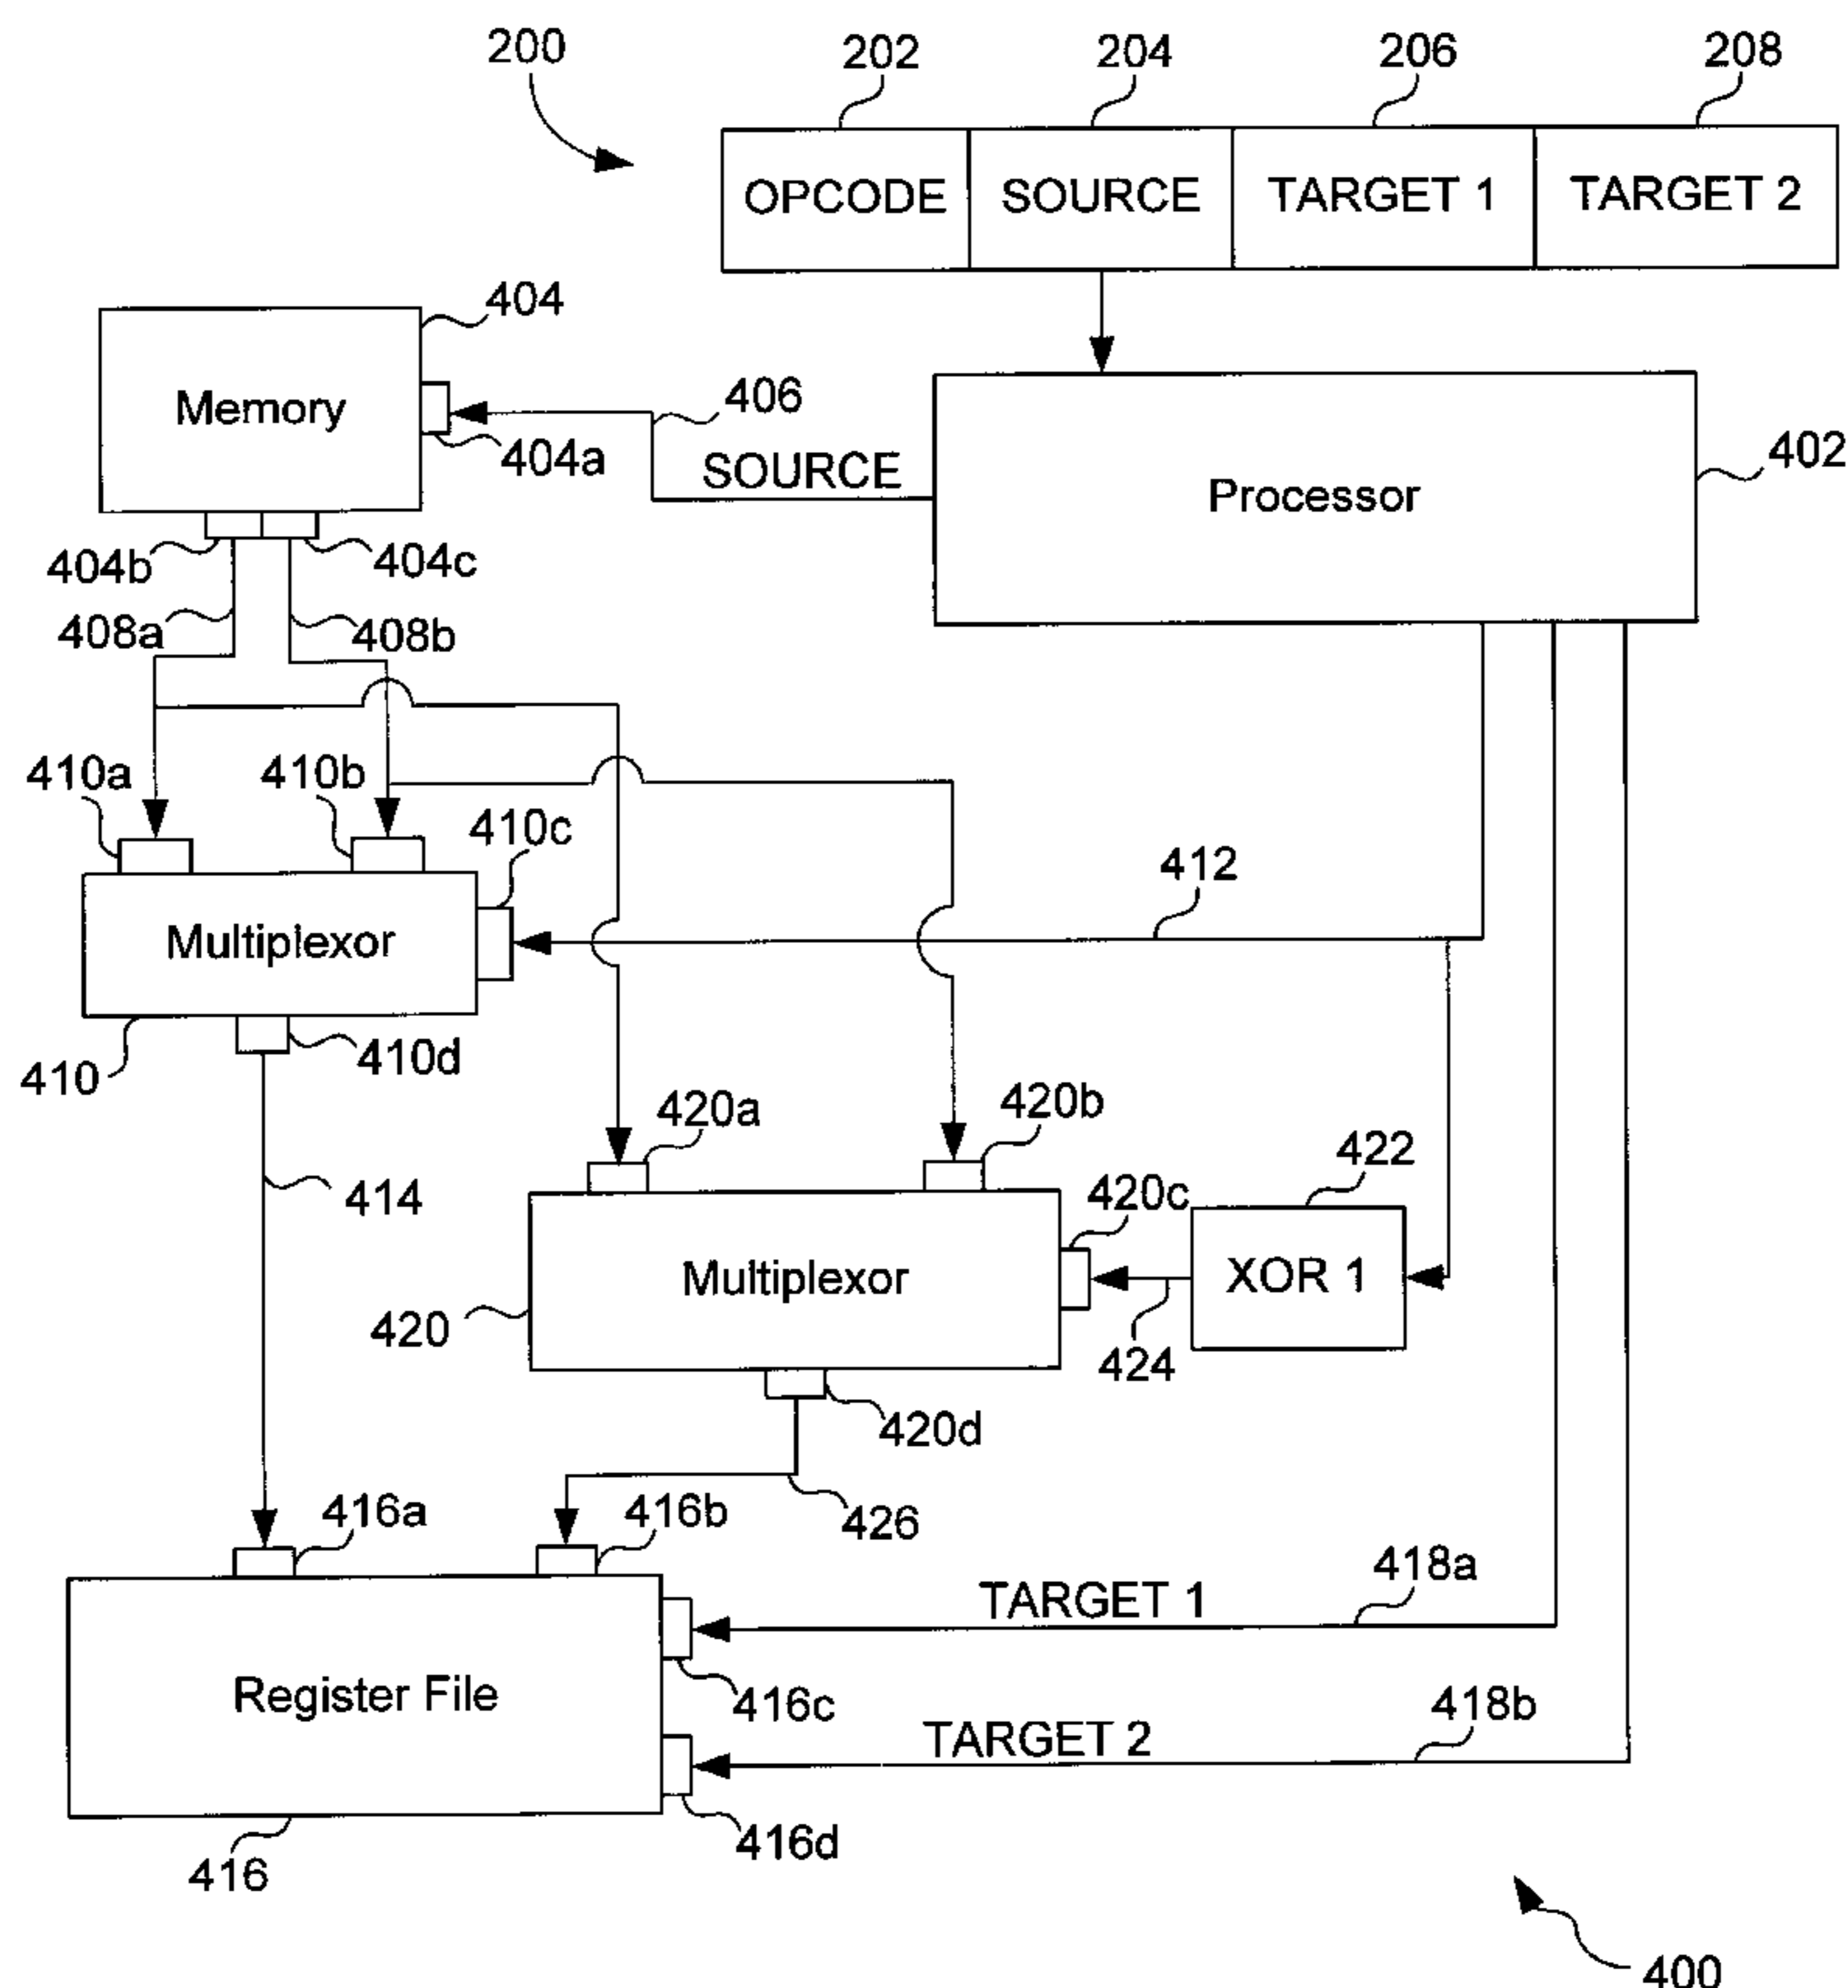 200
202
204
206
208
OPCODE SOURCE TARGET 1 TARGET 2
404
Memory
406
404a
SOURCE
402
Processor
404b
404c
408a
408b
410a
410b
410c
412
Multiplexor
410
410d
420a
420b
422
414
420c
Multiplexor
XOR 1
420
424
420d
416a
416b
426
418a
TARGET 1
Register File
416c
418b
TARGET 2
416d
416
400